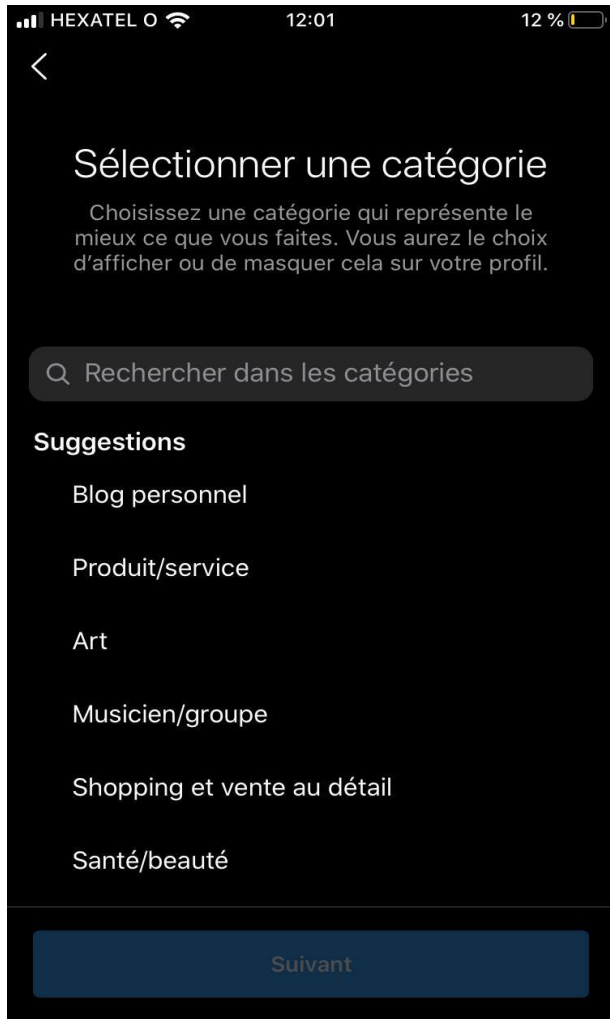 HEXATEL O 12:01 12 %
Sélectionner une catégorie
Choisissez une catégorie qui représente le
mieux ce que vous faites. Vous aurez le choix
d'afficher ou de masquer cela sur votre profil.
Rechercher dans les catégories
Suggestions
Blog personnel
Produit/service
Art
Musicien/groupe
Shopping et vente au détail
Santé/beauté
Suivant